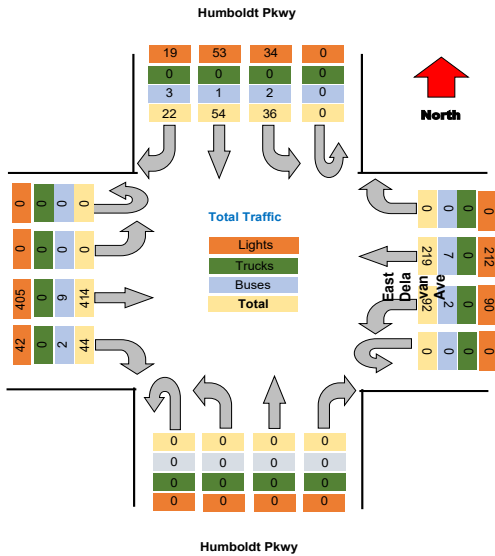 Humboldt Pkwy
19 53 34 0
0 0 0 0
3 1 2 0
22 54 36 0
North
0 0 0 0
0 0 0 0
405 0 9 414
42 0 2 44
Total Traffic
Lights
Trucks
Buses
Total
0 0 0 0
219 7 0 212
92 2 0 90
0 0 0 0
East
Dela
van
Ave
0 0 0 0
0 0 0 0
0 0 0 0
0 0 0 0
Humboldt Pkwy